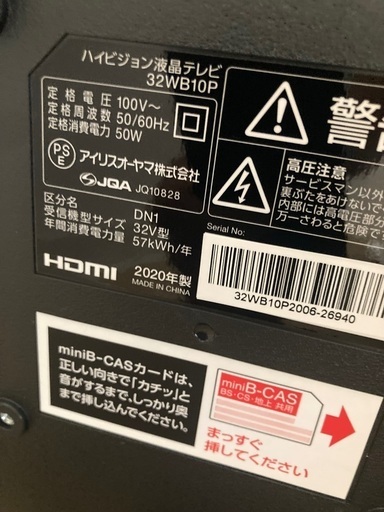 ハイビジョン液晶テレビ
32WB10P
定格電圧 100V～
定格周波数 50/60Hz
定格消費電力 50W
PSE
アイリスオーヤマ株式会社
JQA JQ10828
区分名 DN1
受信機型サイズ 32V型
年間消費電力量 57kWh/年
HDMI
2020年製
MADE IN CHINA
警
高圧注意
サービスマン以外
裏ぶたをあけないで
内部には高電圧部分
万一さわると危険で
Serial No:
32WB10P2006-26940
miniB-CASカードは、
正しい向きで「カチッ」と
音がするまで、しっかり奥
まで挿し込んでください。
miniB-CAS
BS・CS・地上 共用
まっすぐ
挿してください